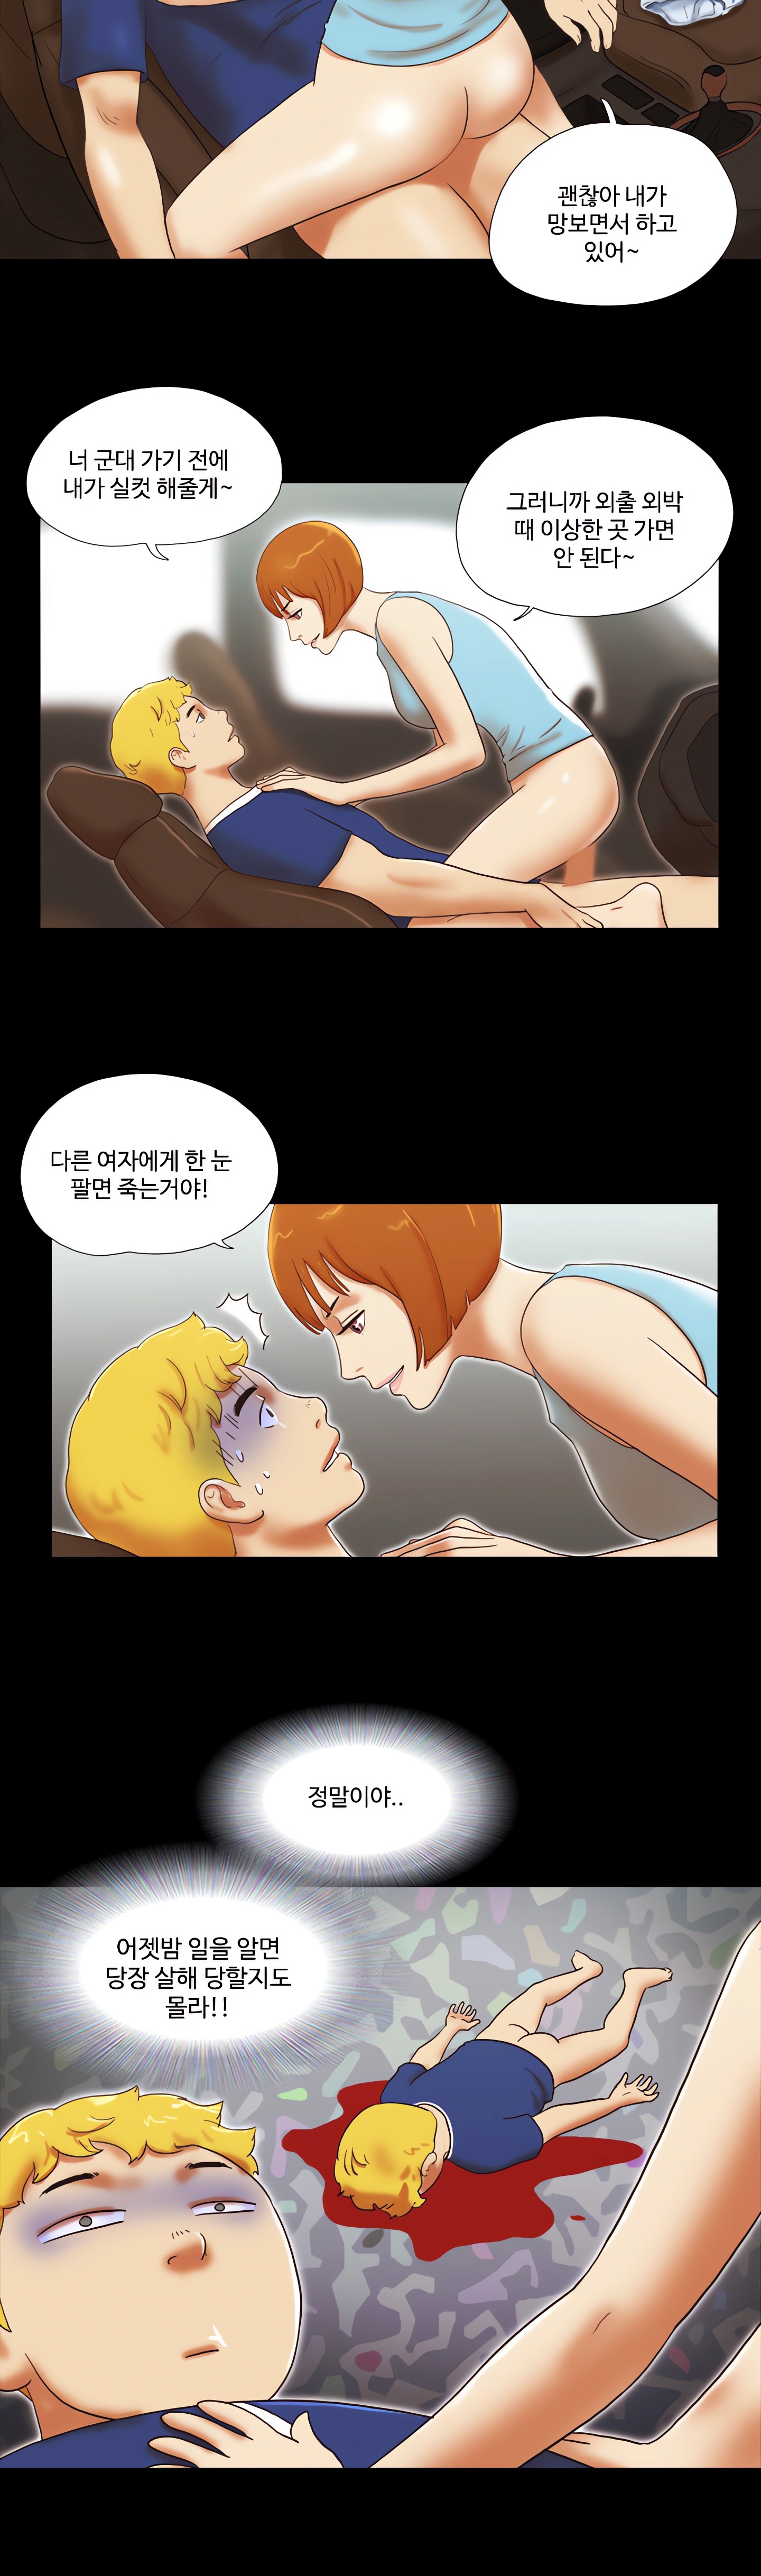 괜찮아 내가
망보면서 하고
있어~
너 군대 가기 전에
내가 실컷 해줄게~
그러니까 외출 외박
때 이상한 곳 가면
안 된다~
다른 여자에게 한 눈
팔면 죽는거야!
정말이야..
어젯밤 일을 알면
당장 살해 당할지도
몰라!!